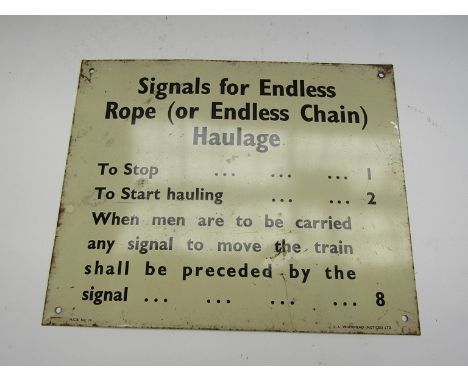 Signals for Endless
Rope (or Endless Chain)
Haulage
To Stop ... ... ... 1
To Start hauling ... ... 2
When men are to be carried
any signal to move the train
shall be preceded by the
signal ... ... ... ... 8